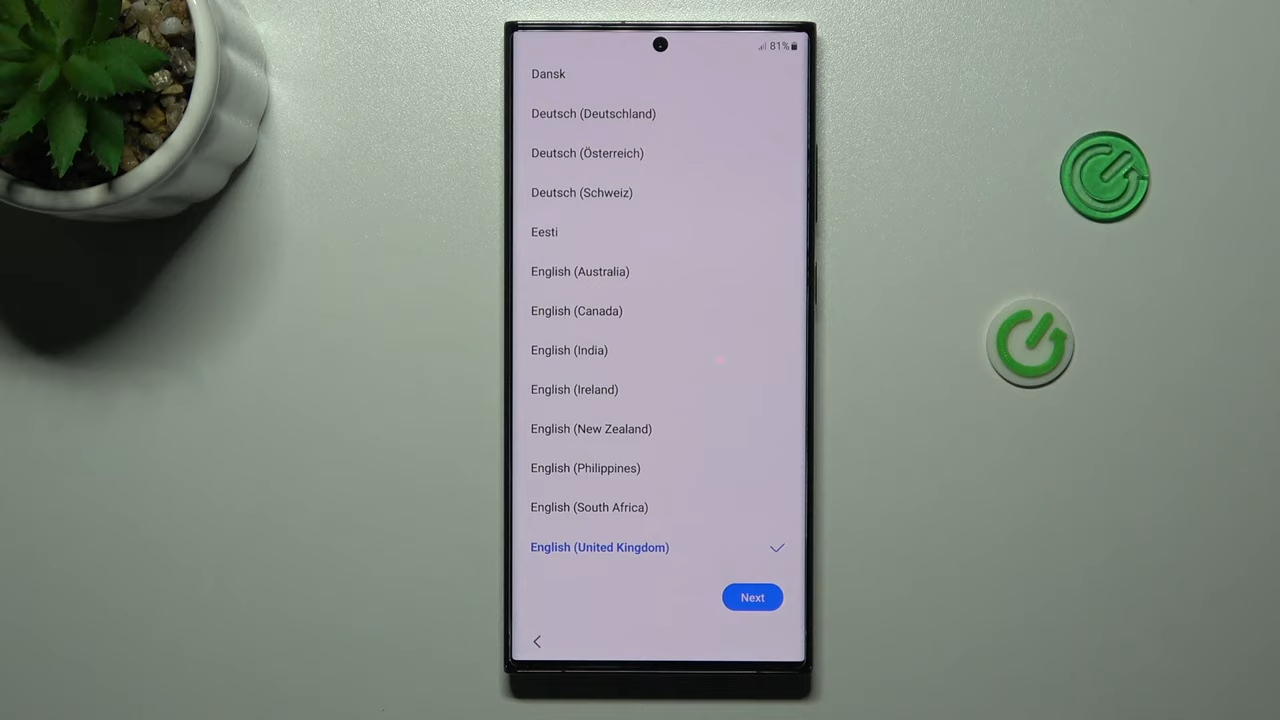 81%
Dansk
Deutsch (Deutschland)
Deutsch (Österreich)
Deutsch (Schweiz)
Eesti
English (Australia)
English (Canada)
English (India)
English (Ireland)
English (New Zealand)
English (Philippines)
English (South Africa)
English (United Kingdom)
Next